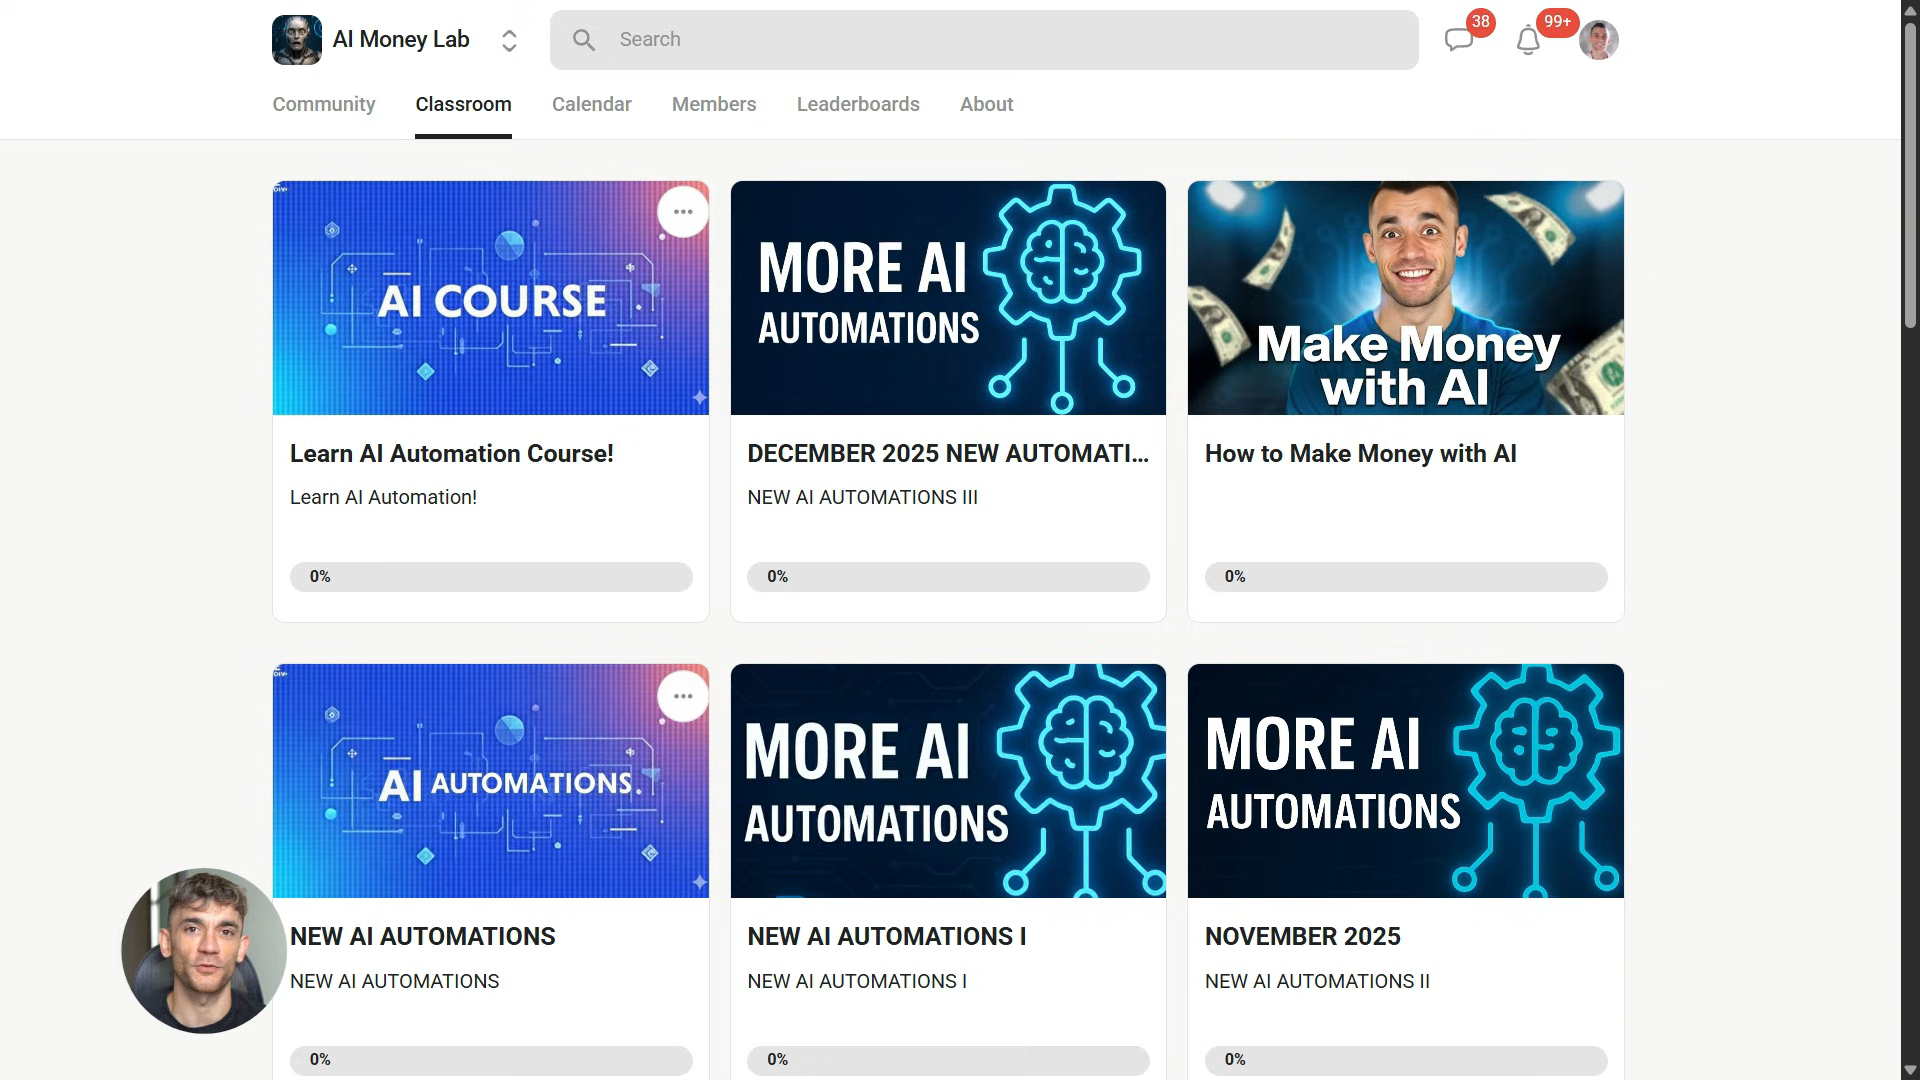 AI Money Lab
Search
38
99+
Community
Classroom
Calendar
Members
Leaderboards
About
AI COURSE
MORE AI
AUTOMATIONS
Make Money
with AI
Learn AI Automation Course!
DECEMBER 2025 NEW AUTOMATI...
How to Make Money with AI
Learn AI Automation!
NEW AI AUTOMATIONS III
0%
0%
0%
AI AUTOMATIONS
MORE AI
AUTOMATIONS
MORE AI
AUTOMATIONS
NEW AI AUTOMATIONS
NEW AI AUTOMATIONS I
NOVEMBER 2025
NEW AI AUTOMATIONS
NEW AI AUTOMATIONS I
NEW AI AUTOMATIONS II
0%
0%
0%